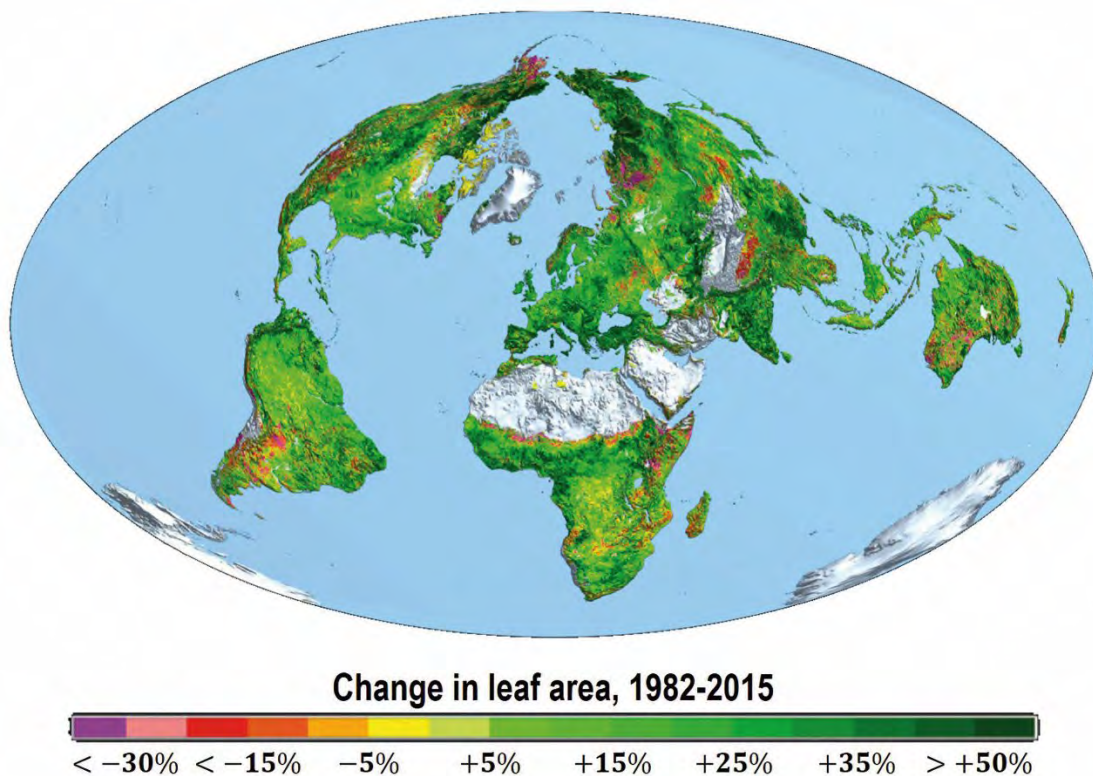 Change in leaf area, 1982-2015
< −30% < −15% −5% +5% +15% +25% +35% > +50%